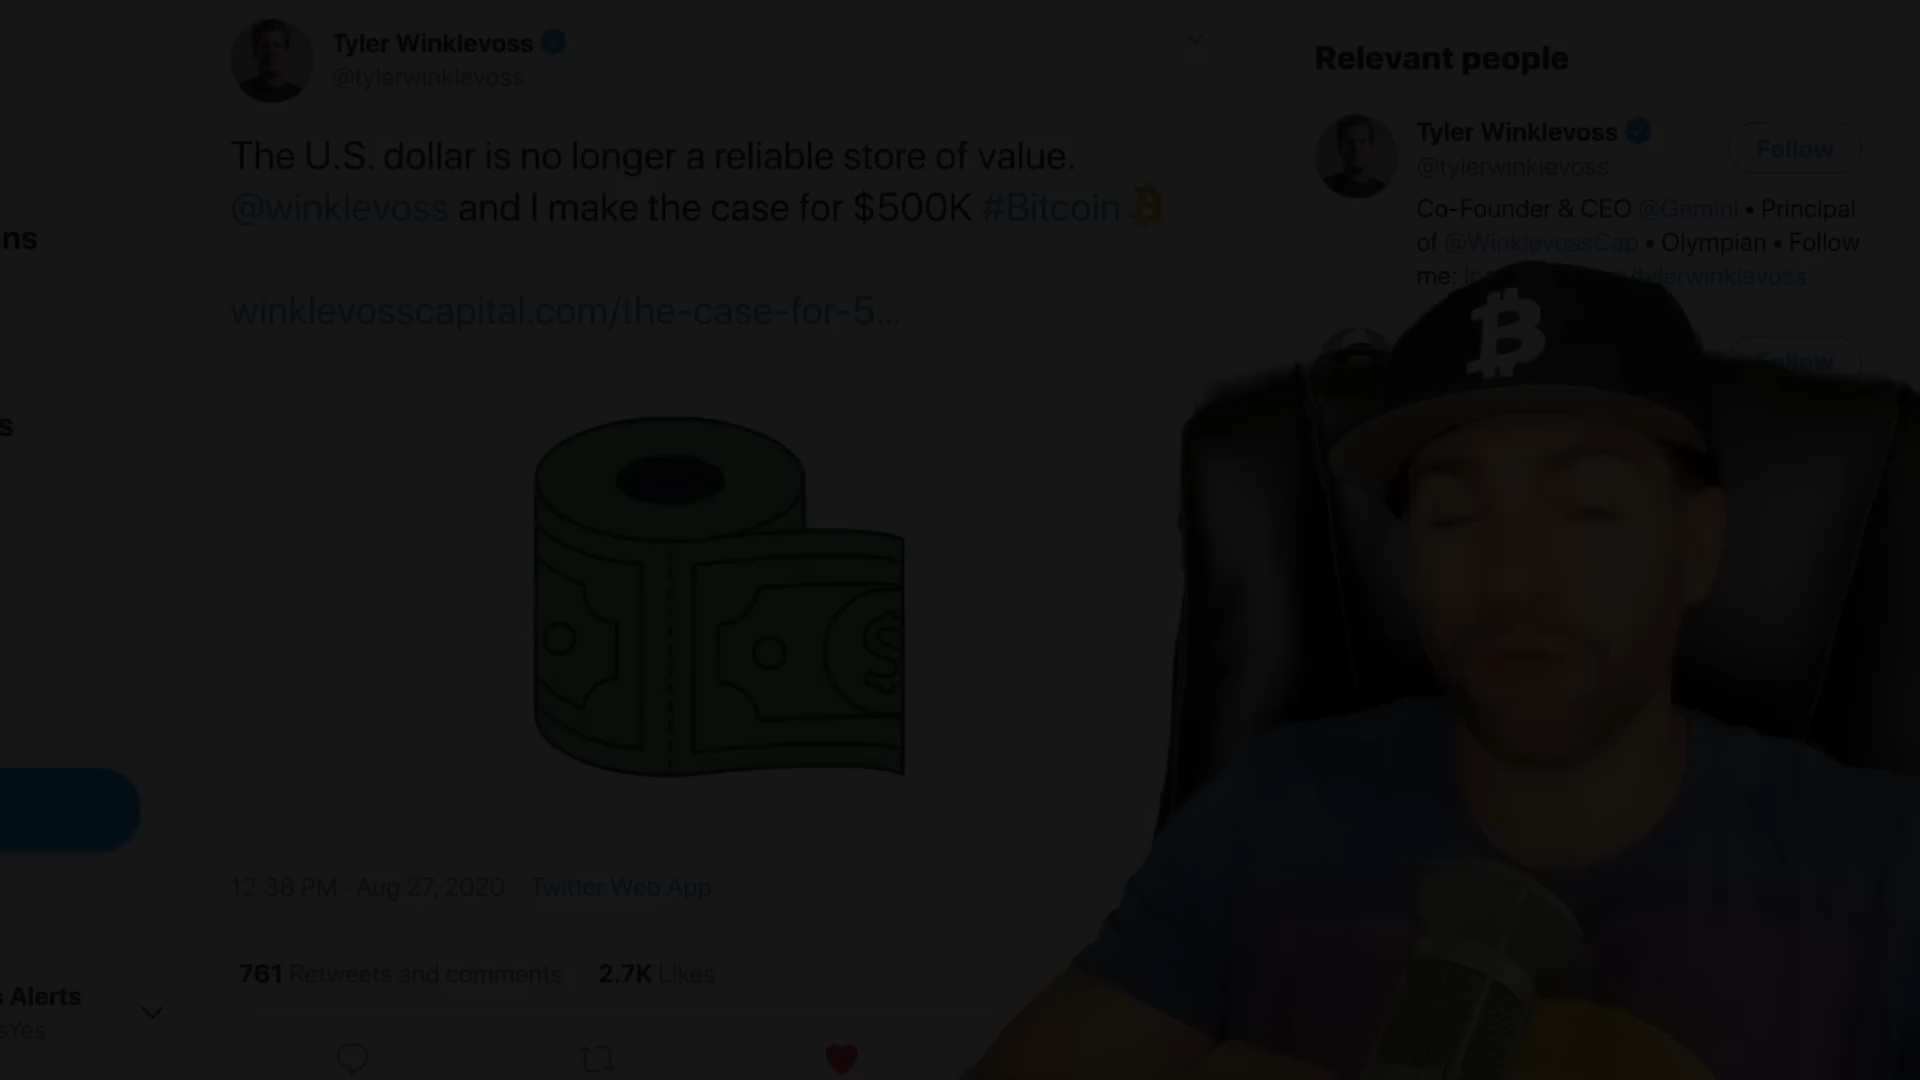 Tyler Winklevoss
@tylerwinklevoss
The U.S. dollar is no longer a reliable store of value.
@winklevoss and I make the case for $500K #Bitcoin
winklevosscapital.com/the-case-for-5...
$
12:38 PM · Aug 27, 2020 · Twitter Web App
761 Retweets and comments 2.7K Likes
Relevant people
Tyler Winklevoss
@tylerwinklevoss
Follow
Co-Founder & CEO @Gemini • Principal
of @WinklevossCap • Olympian • Follow
me: /tylerwinklevoss
Follow
ns
s
s Alerts
sYes